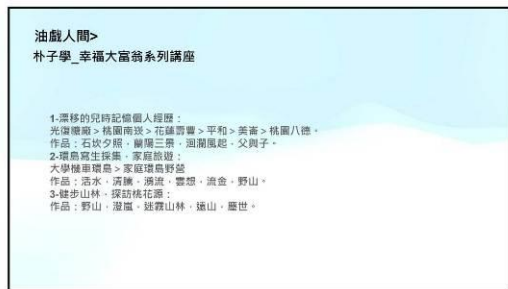 油戲人間>
朴子學_幸福大富翁系列講座
1-漂移的兒時記憶個人經歷：
光復糖廠>桃園南崁>花蓮壽豐>平和>美崙>桃園八德。
作品：石坎夕照．蘭陽三景．洄瀾風起．父與子。
2-環島寫生採集．家庭旅遊：
大學機車環島>家庭環島野營
作品：活水．清騰．湧流．雲想．流金．野山。
3-健步山林．探訪桃花源：
作品：野山．澄嵐．迷霧山林．遠山．塵世。